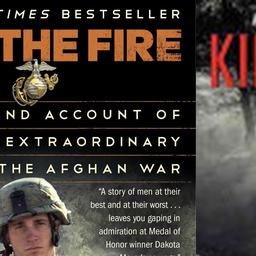 TIMES BESTSELLER
THE FIRE
ND ACCOUNT OF
EXTRAORDINARY
THE AFGHAN WAR
"A story of men at their
best and at their worst . . .
leaves you gaping in
admiration at Medal of
Honor winner Dakota
KI